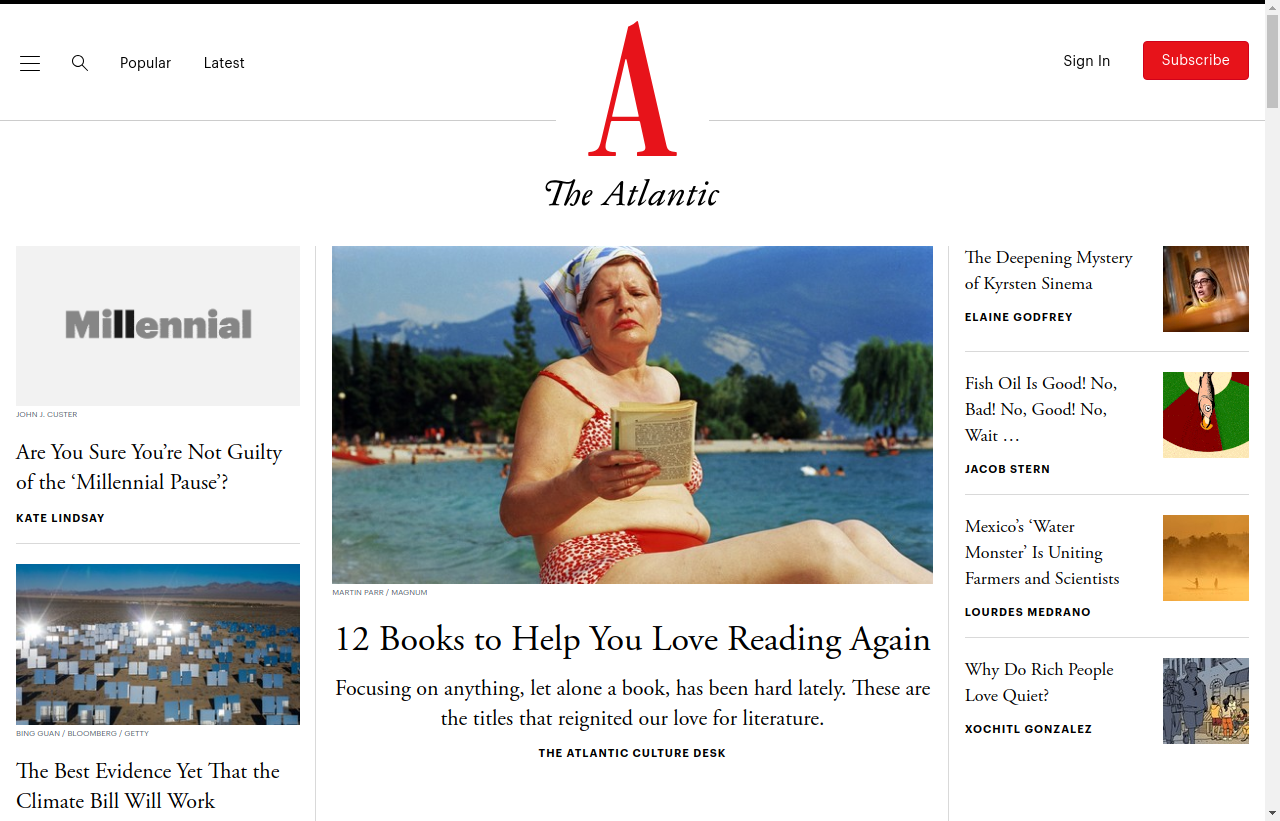 Popular
Latest
A
Sign In
Subscribe
The Atlantic
Millennial
JOHN J. CUSTER
Are You Sure You’re Not Guilty
of the ‘Millennial Pause’?
KATE LINDSAY
BING GUAN / BLOOMBERG / GETTY
The Best Evidence Yet That the
Climate Bill Will Work
MARTIN PARR / MAGNUM
12 Books to Help You Love Reading Again
Focusing on anything, let alone a book, has been hard lately. These are
the titles that reignited our love for literature.
THE ATLANTIC CULTURE DESK
The Deepening Mystery
of Kyrsten Sinema
ELAINE GODFREY
Fish Oil Is Good! No,
Bad! No, Good! No,
Wait …
JACOB STERN
Mexico’s ‘Water
Monster’ Is Uniting
Farmers and Scientists
LOURDES MEDRANO
Why Do Rich People
Love Quiet?
XOCHITL GONZALEZ